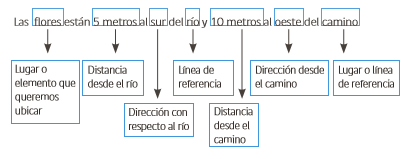 Las flores están 5 metros al sur del río y 10 metros al oeste del camino
Lugar o
elemento que
queremos
ubicar
Distancia
desde el río
Dirección con
respecto al río
Línea de
referencia
Distancia
desde el
camino
Dirección desde
el camino
Lugar o línea
de referencia